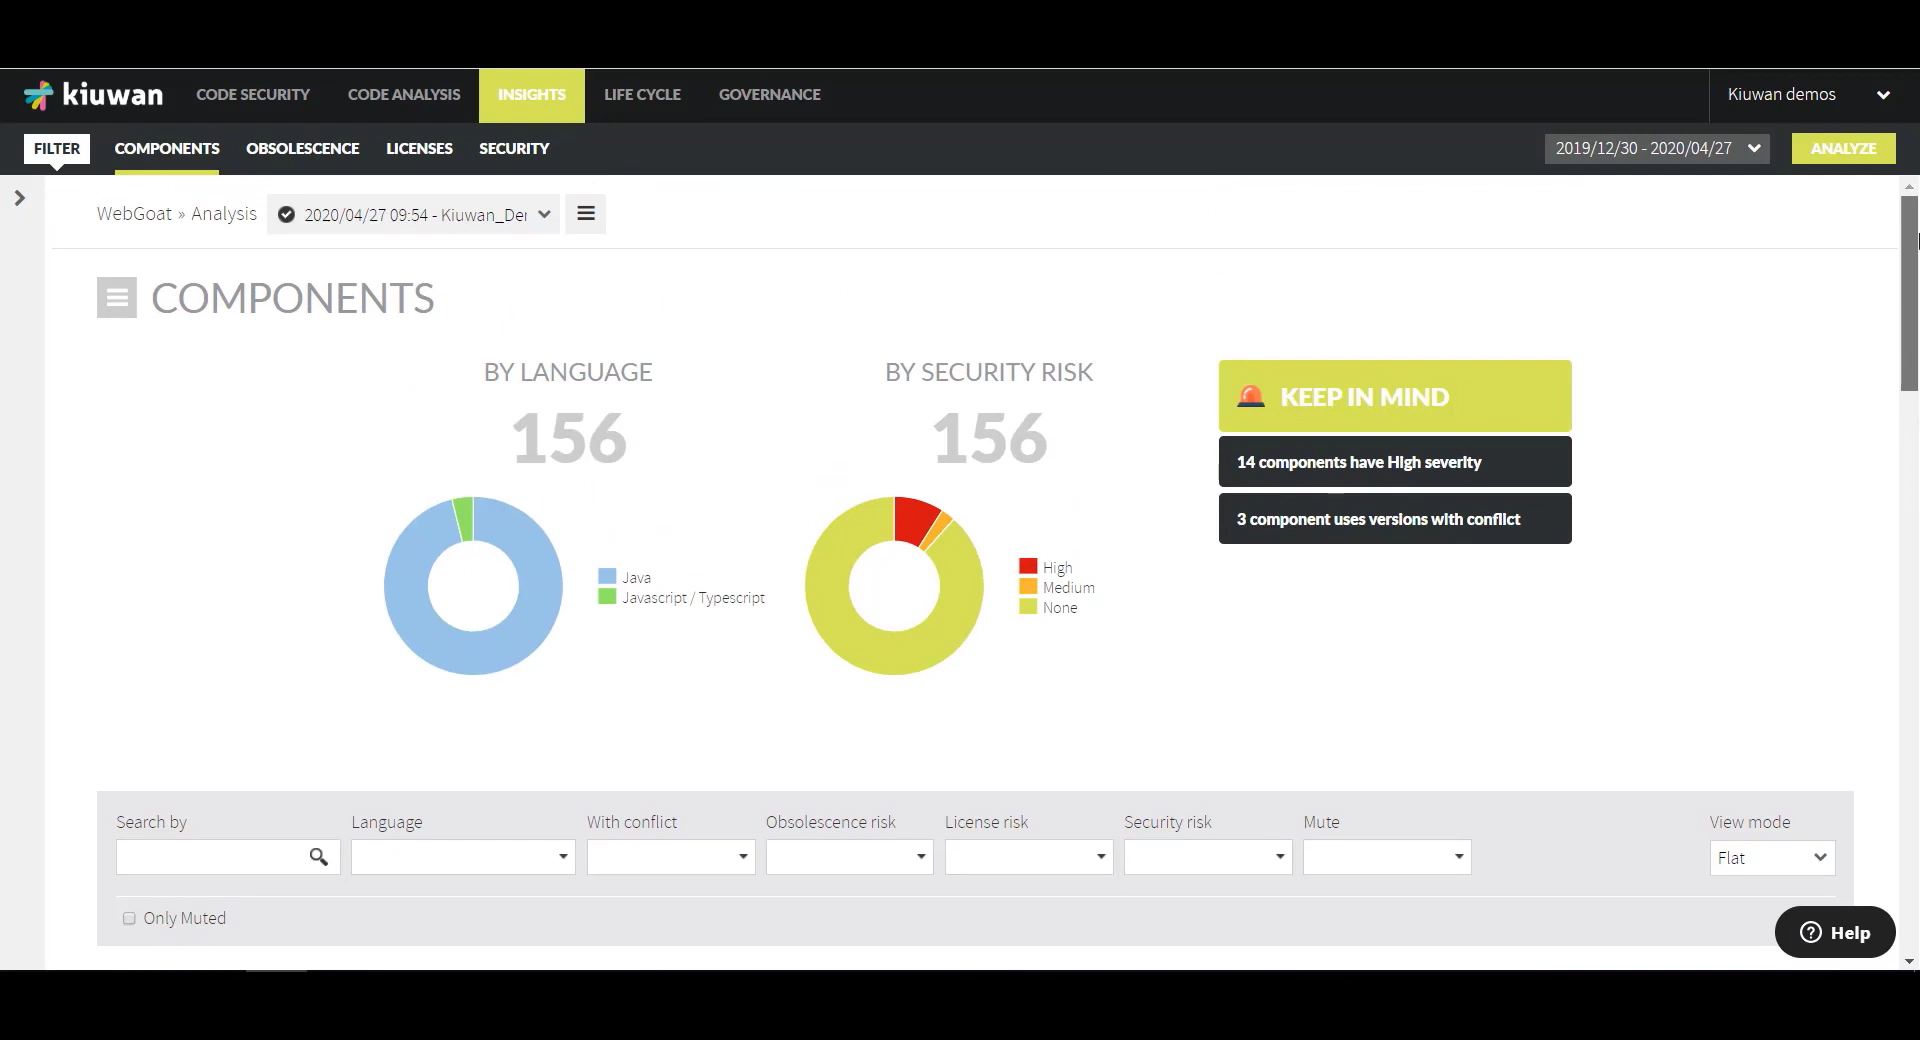 kiuwan CODE SECURITY CODE ANALYSIS INSIGHTS LIFE CYCLE GOVERNANCE Kiuwan demos
FILTER COMPONENTS OBSOLESCENCE LICENSES SECURITY 2019/12/30 - 2020/04/27 ANALYZE
WebGoat » Analysis 2020/04/27 09:54 - Kiuwan_Der
COMPONENTS
BY LANGUAGE
156
Java
Javascript / Typescript
BY SECURITY RISK
156
High
Medium
None
KEEP IN MIND
14 components have High severity
3 component uses versions with conflict
Search by Language With conflict Obsolescence risk License risk Security risk Mute View mode
Flat
Only Muted
Help